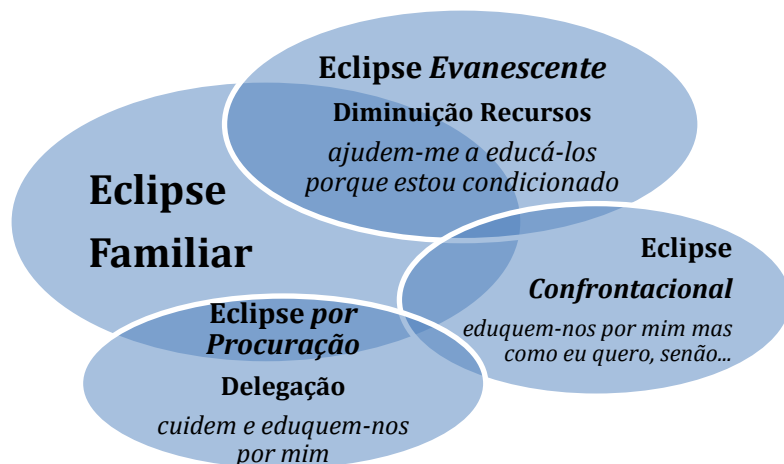 Eclipse Evanescente
Diminuição Recursos
ajudem-me a educá-los
porque estou condicionado
Eclipse
Familiar
Eclipse
Confrontacional
eduquem-nos por mim mas
como eu quero, senão...
Eclipse por
Procuração
Delegação
cuidem e eduquem-nos
por mim